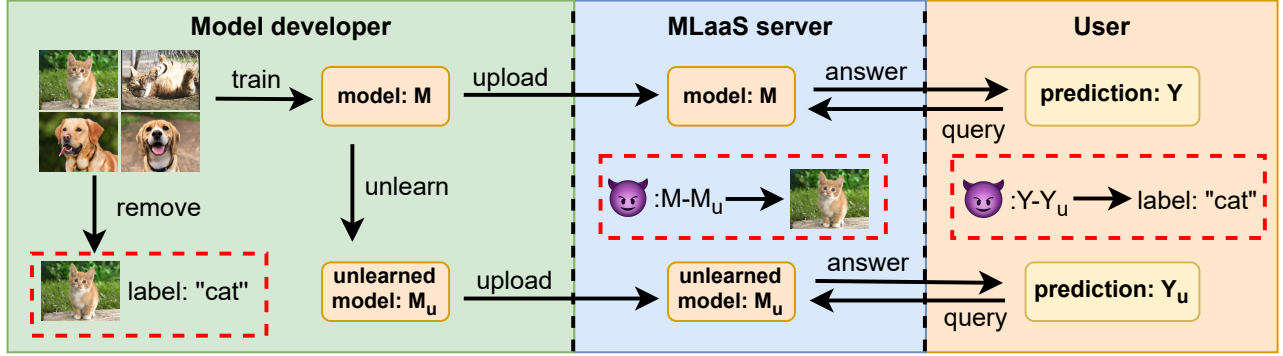 Model developer
MLaaS server
User
train
model: M
upload
model: M
answer
query
prediction: Y
remove
unlearn
:M-Mu
:Y-Yu
label: "cat"
label: "cat"
unlearned
model: Mu
upload
unlearned
model: Mu
answer
query
prediction: Yu